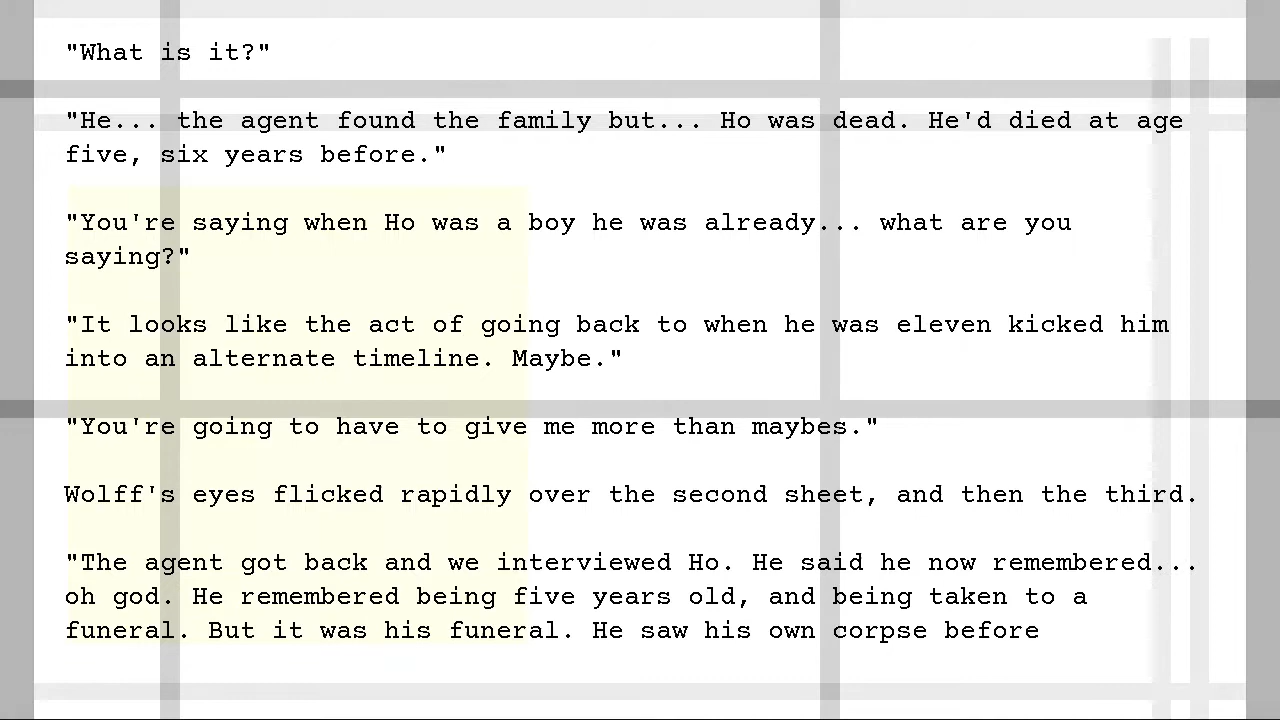 "What is it?"
"He... the agent found the family but... Ho was dead. He'd died at age
five, six years before."
"You're saying when Ho was a boy he was already... what are you
saying?"
"It looks like the act of going back to when he was eleven kicked him
into an alternate timeline. Maybe."
"You're going to have to give me more than maybes."
Wolff's eyes flicked rapidly over the second sheet, and then the third.
"The agent got back and we interviewed Ho. He said he now remembered...
oh god. He remembered being five years old, and being taken to a
funeral. But it was his funeral. He saw his own corpse before